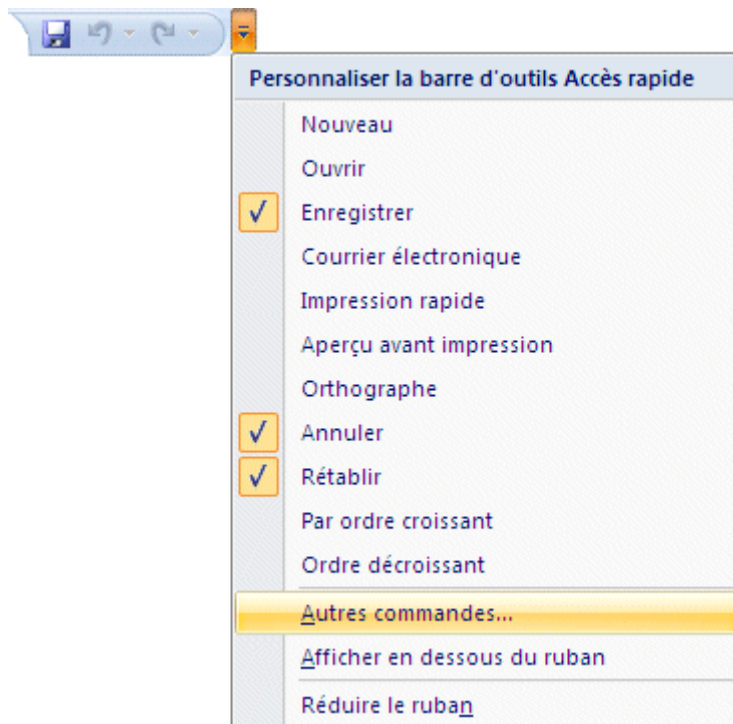 Personnaliser la barre d'outils Accès rapide
Nouveau
Ouvrir
Enregistrer
Courrier électronique
Impression rapide
Aperçu avant impression
Orthographe
Annuler
Rétablir
Par ordre croissant
Ordre décroissant
Autres commandes...
Afficher en dessous du ruban
Réduire le ruban